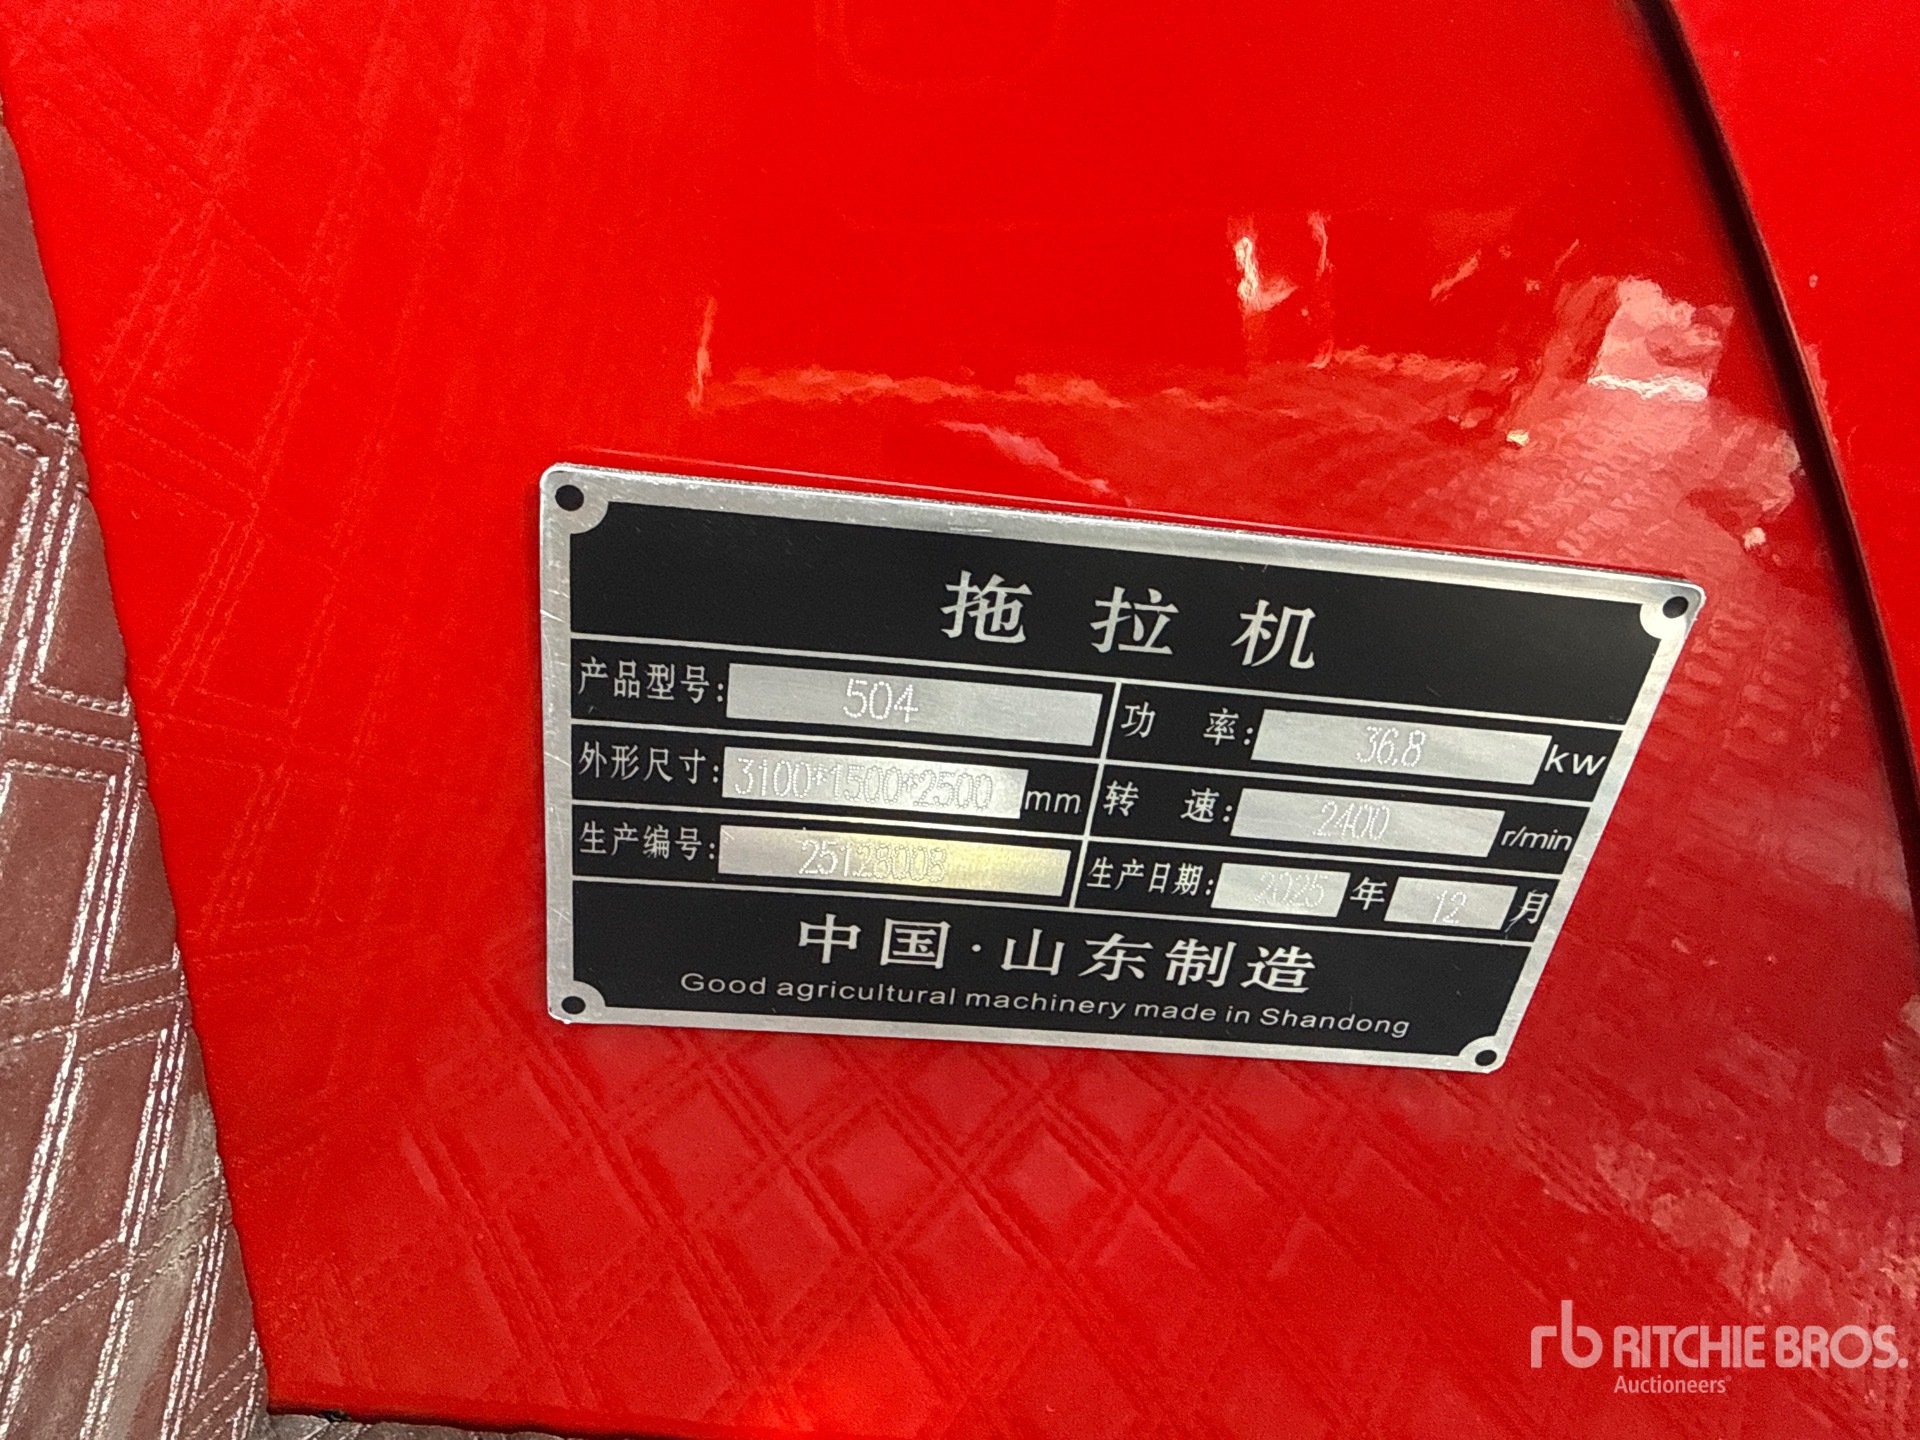 拖拉机
产品型号: 504 功率: 36.8 kw
外形尺寸: 3100*1500*2500 mm 转速: 2400 r/min
生产编号: 25128008 生产日期: 2025 年 12 月
中国·山东制造
Good agricultural machinery made in Shandong
rb RITCHIE BROS.
Auctioneers